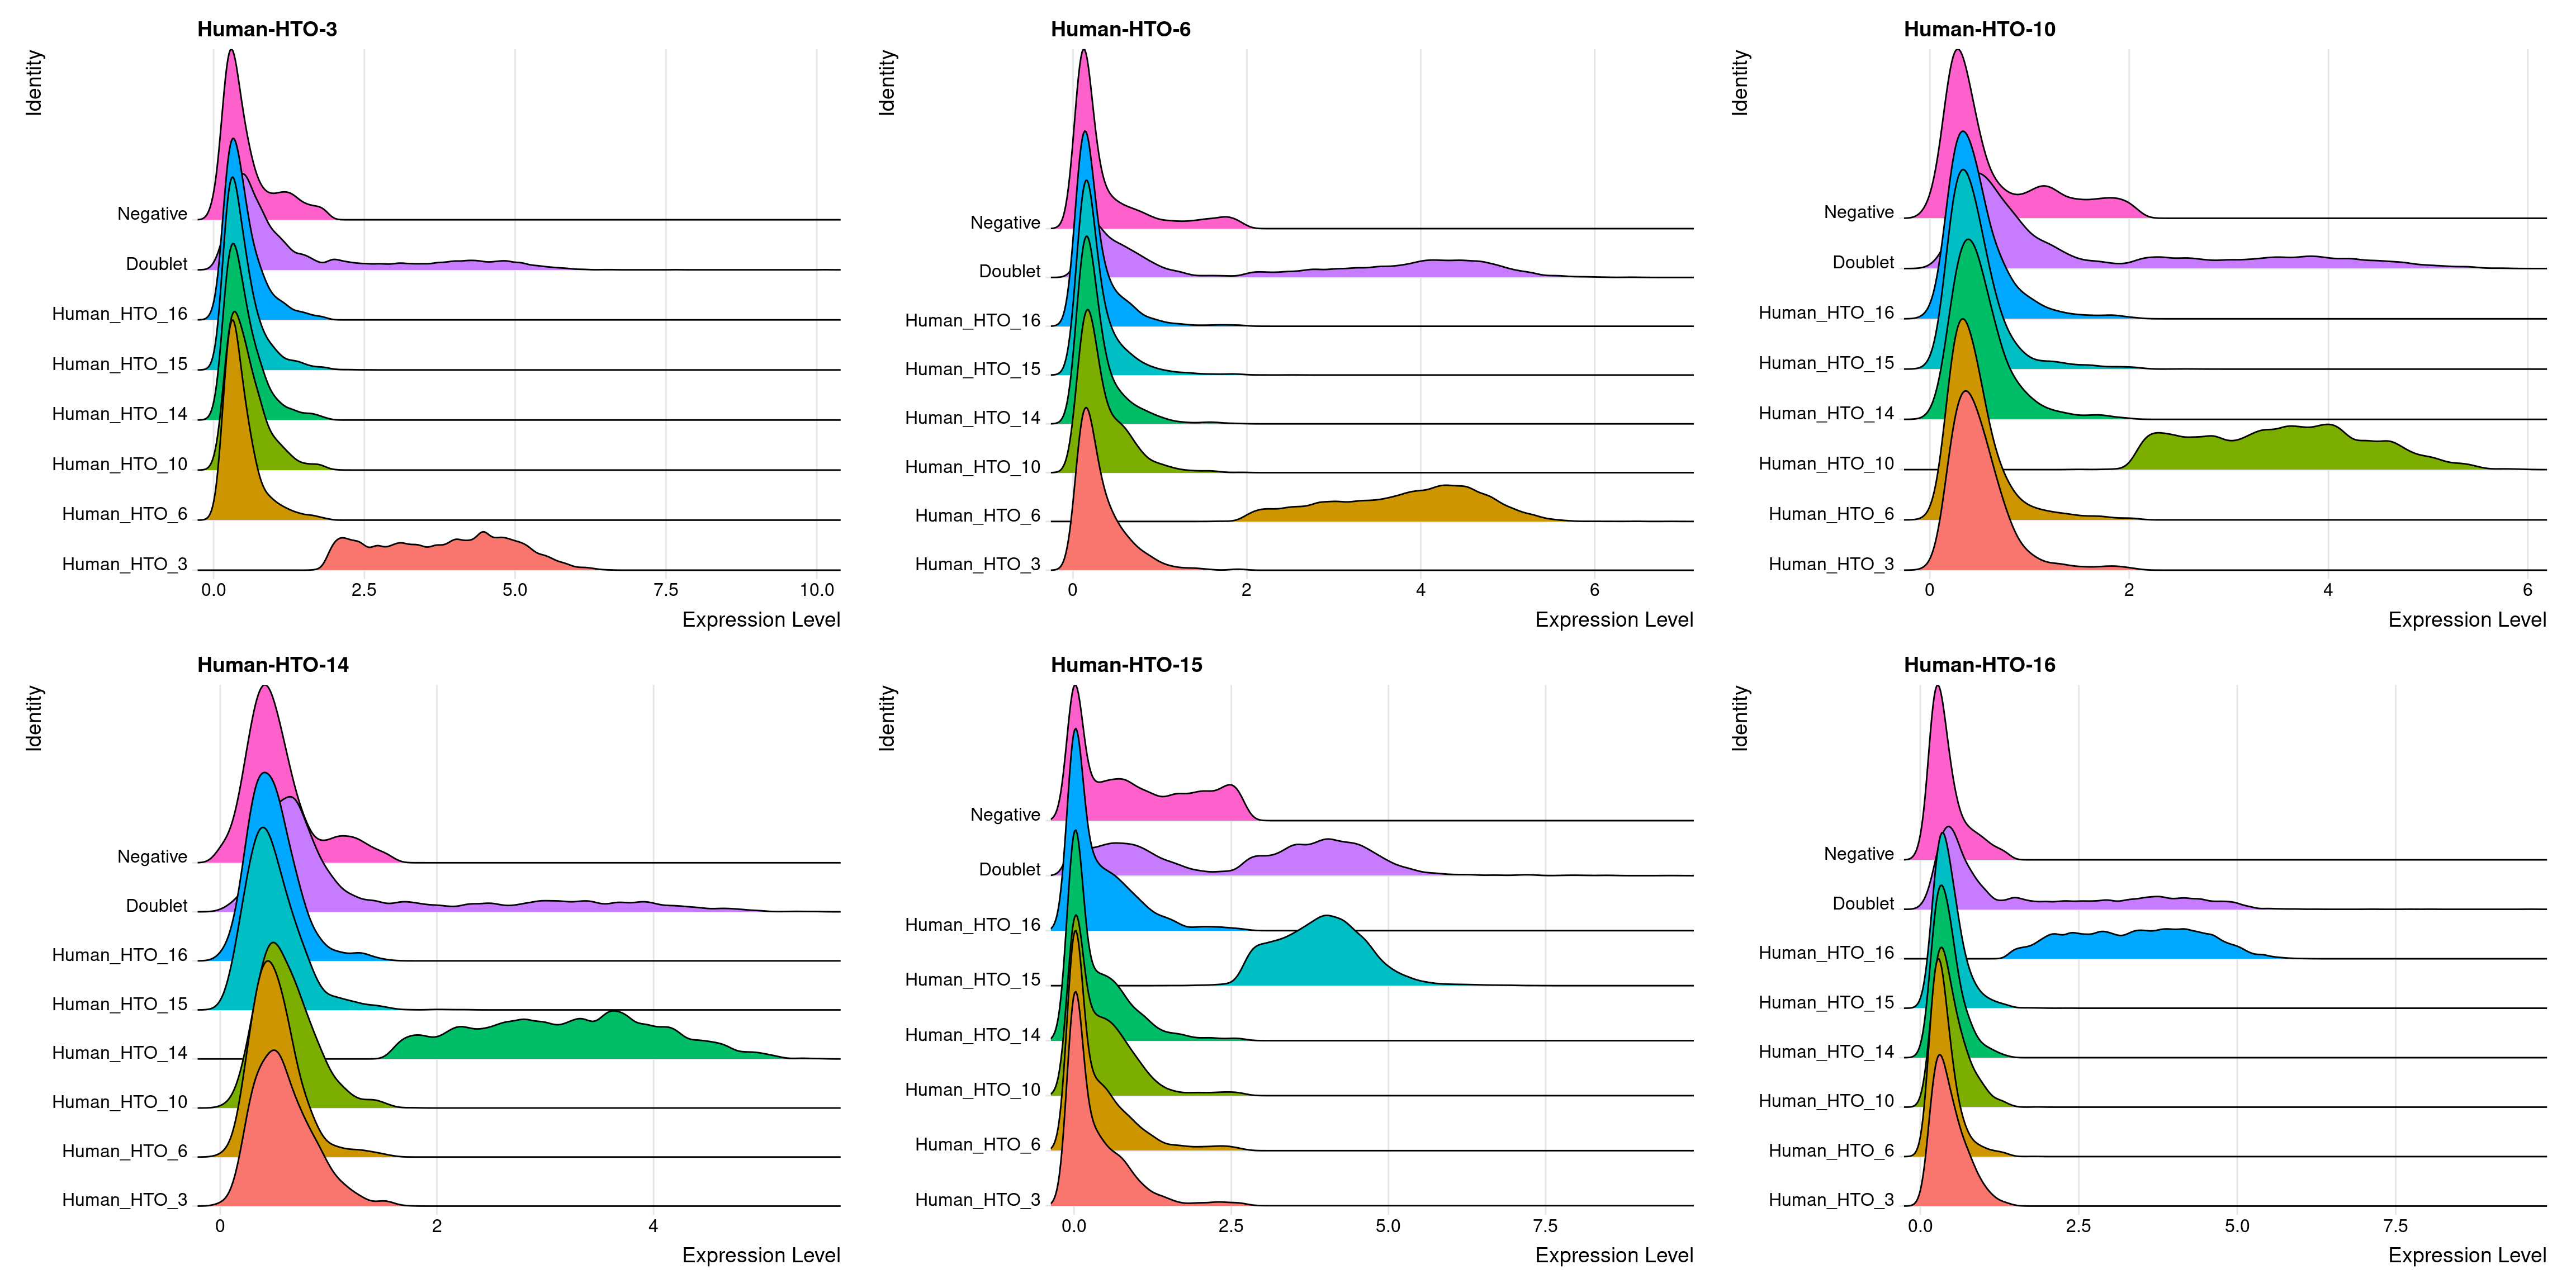 Human-HTO-3
Identity
Negative
Doublet
Human_HTO_16
Human_HTO_15
Human_HTO_14
Human_HTO_10
Human_HTO_6
Human_HTO_3
0.0 2.5 5.0 7.5 10.0
Expression Level
Human-HTO-6
Identity
Negative
Doublet
Human_HTO_16
Human_HTO_15
Human_HTO_14
Human_HTO_10
Human_HTO_6
Human_HTO_3
0 2 4 6
Expression Level
Human-HTO-10
Identity
Negative
Doublet
Human_HTO_16
Human_HTO_15
Human_HTO_14
Human_HTO_10
Human_HTO_6
Human_HTO_3
0 2 4 6
Expression Level
Human-HTO-14
Identity
Negative
Doublet
Human_HTO_16
Human_HTO_15
Human_HTO_14
Human_HTO_10
Human_HTO_6
Human_HTO_3
0 2 4
Expression Level
Human-HTO-15
Identity
Negative
Doublet
Human_HTO_16
Human_HTO_15
Human_HTO_14
Human_HTO_10
Human_HTO_6
Human_HTO_3
0.0 2.5 5.0 7.5
Expression Level
Human-HTO-16
Identity
Negative
Doublet
Human_HTO_16
Human_HTO_15
Human_HTO_14
Human_HTO_10
Human_HTO_6
Human_HTO_3
0.0 2.5 5.0 7.5
Expression Level